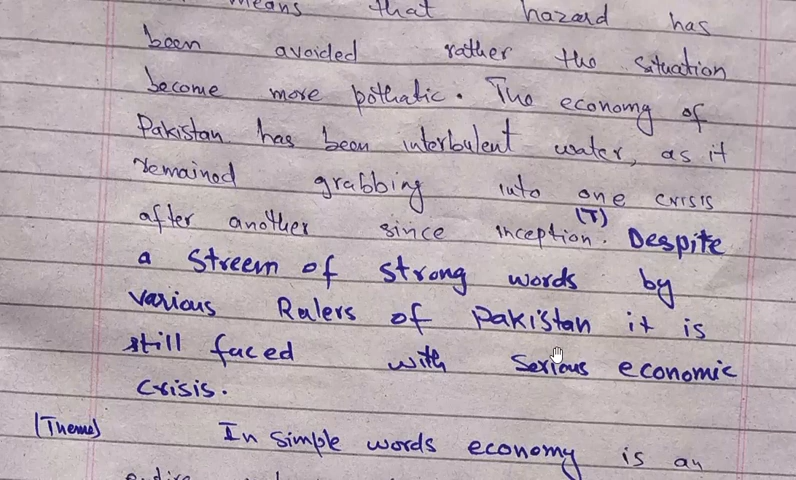 means that hazard has
been avoided rather the situation
become more pothatic. The economy of
Pakistan has been interbulent water, as it
remained grabbing into one crisis
after another since inception. (T) Despite
a streem of strong words by
various Rulers of Pakistan it is
still faced with serious economic
crisis.
(Theme) In simple words economy is an